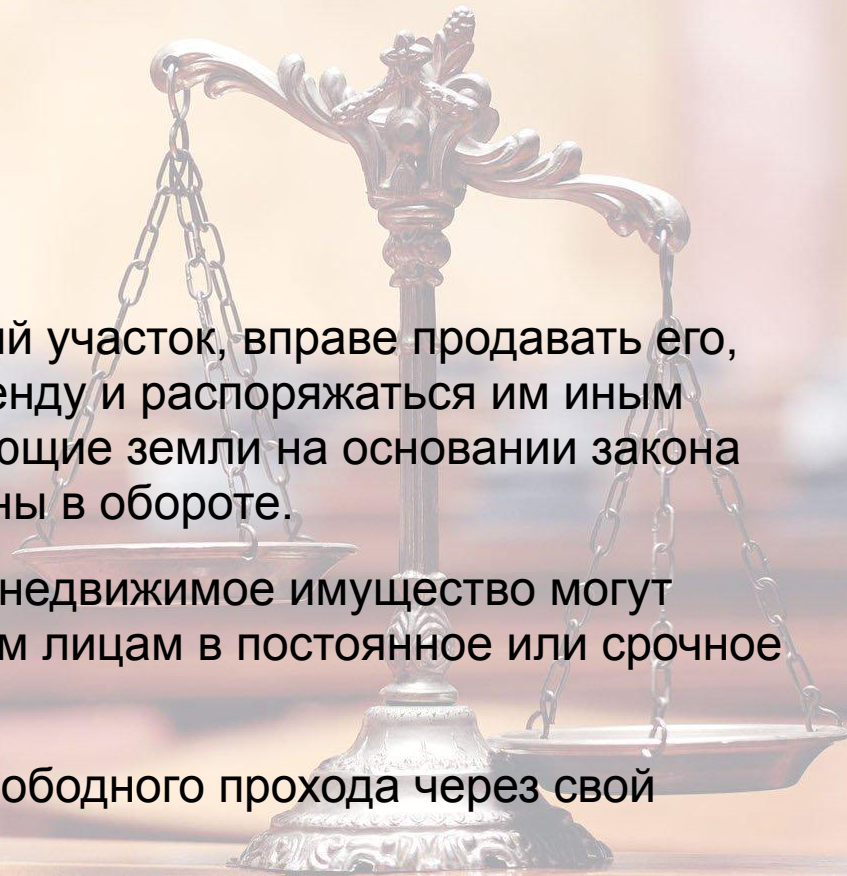 ый участок, вправе продавать его,
енду и распоряжаться им иным
ющие земли на основании закона
ны в обороте.
недвижимое имущество могут
м лицам в постоянное или срочное
ободного прохода через свой